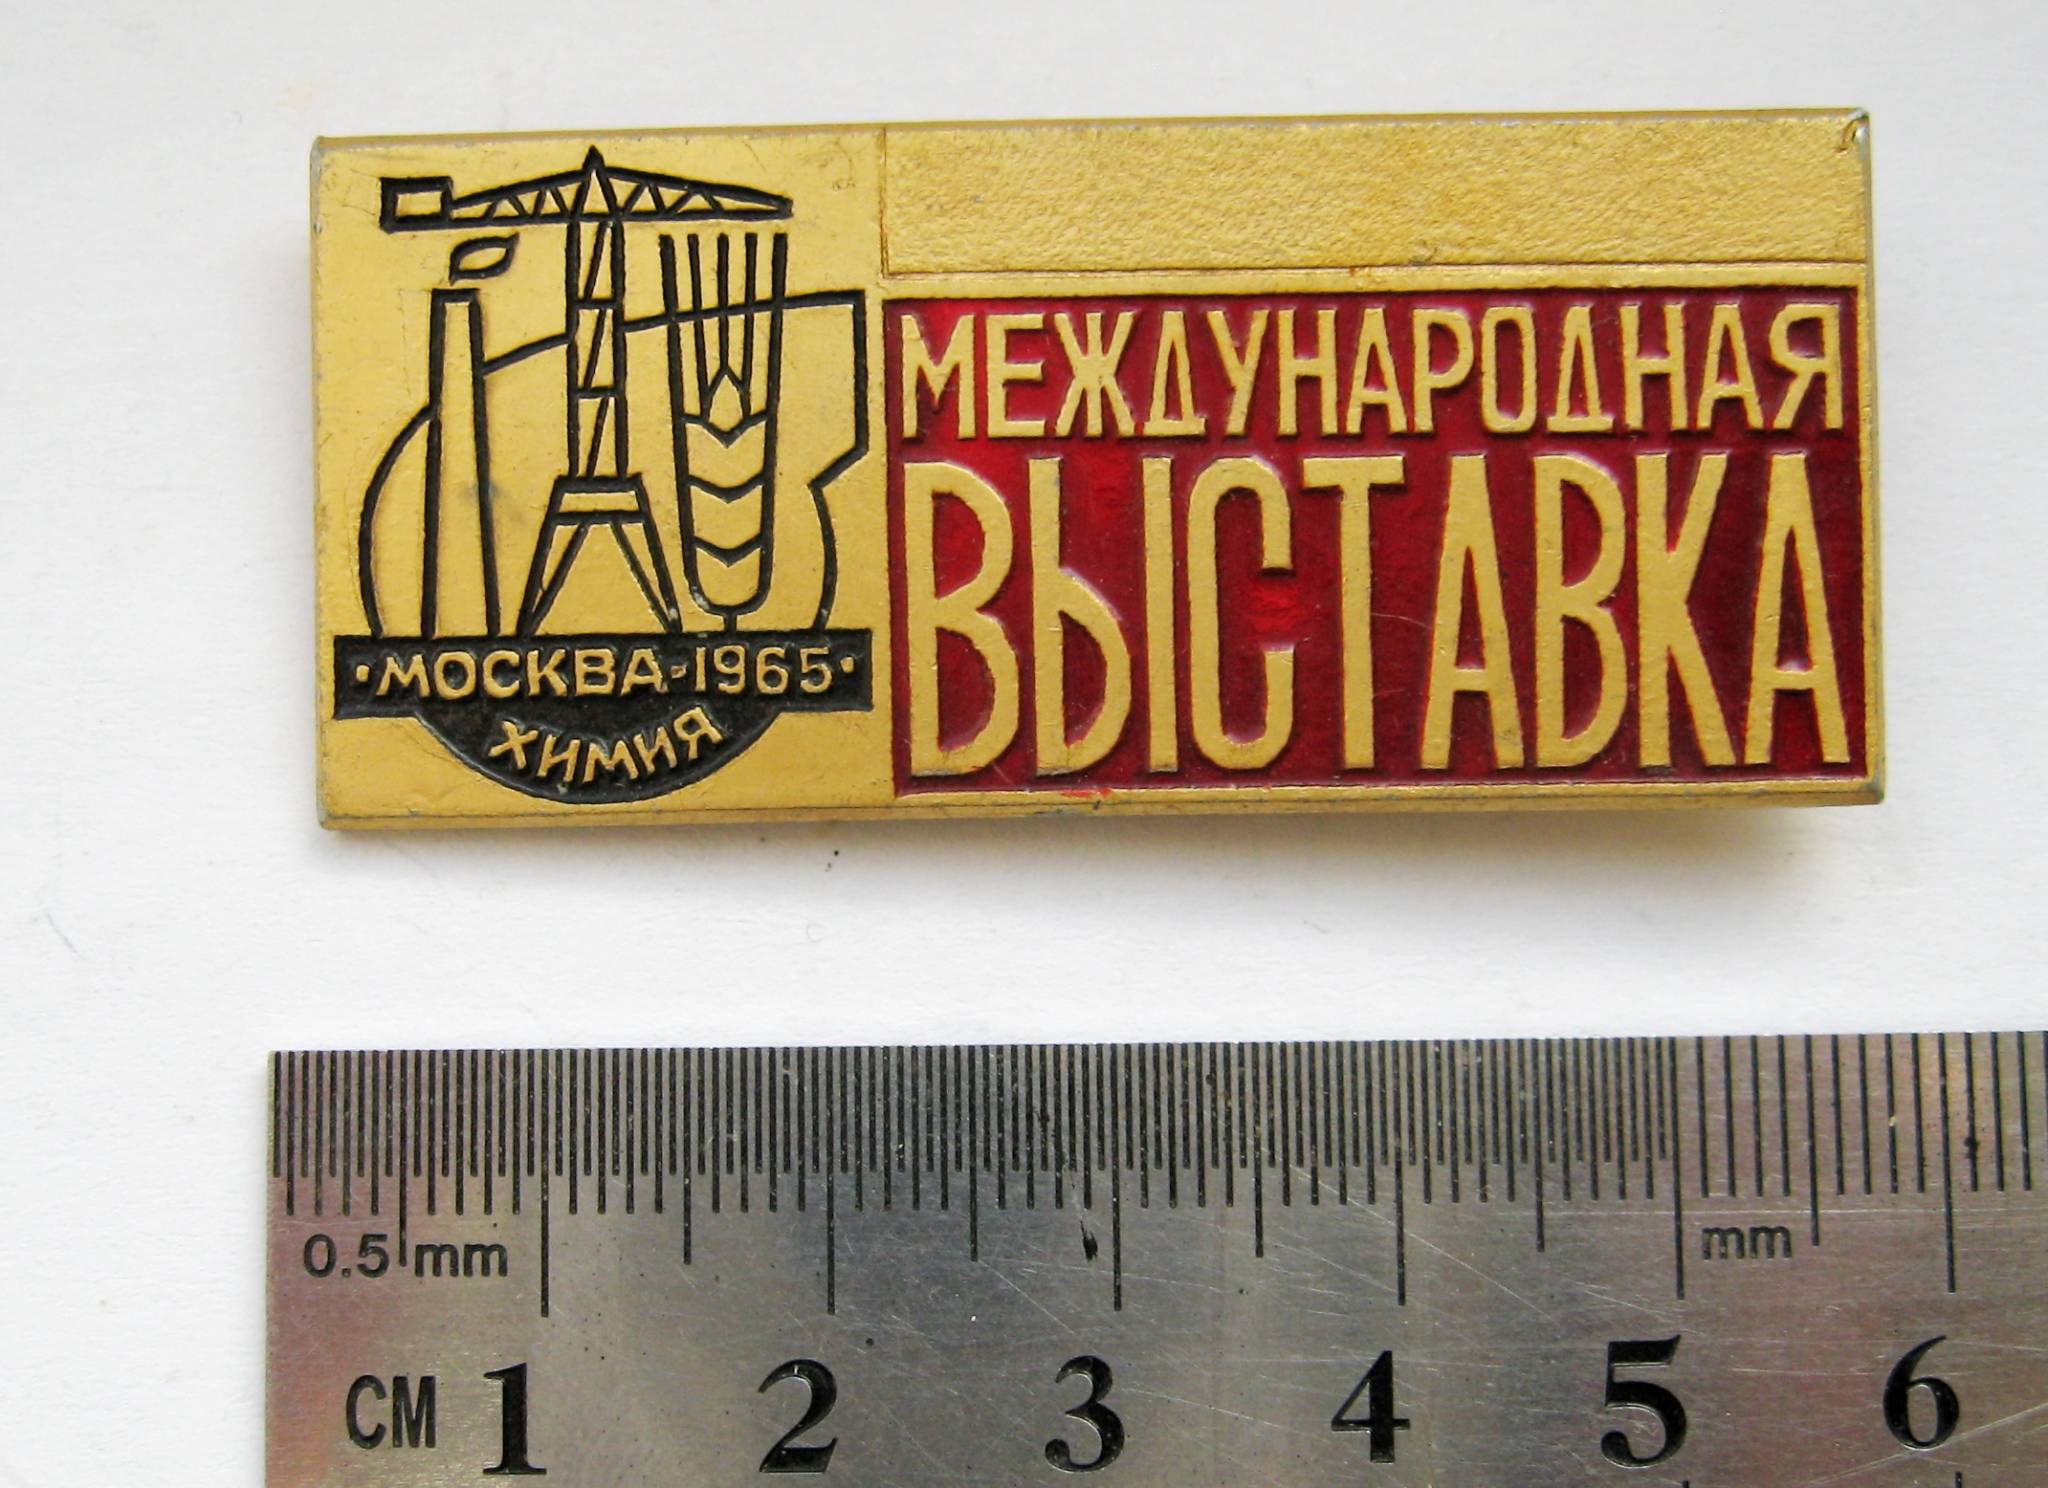 МЕЖДУНАРОДНАЯ
ВЫСТАВКА
·МОСКВА-1965·
ХИМИЯ
0.5 mm
mm
CM 1 2 3 4 5 6